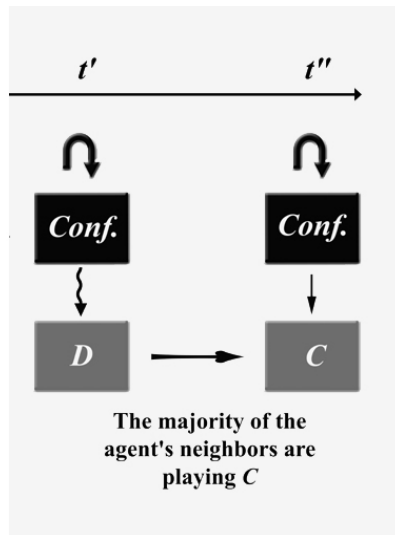 t' t''
Conf. Conf.
D C
The majority of the
agent's neighbors are
playing C